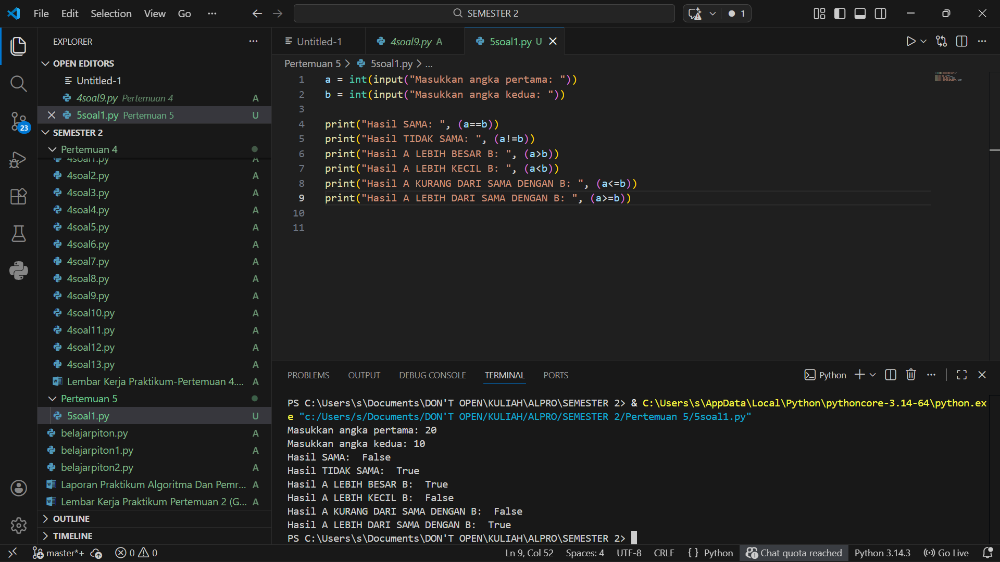 File Edit Selection View Go ··· SEMESTER 2 1
EXPLORER ···
OPEN EDITORS
Untitled-1
4soal9.py Pertemuan 4 A
5soal1.py Pertemuan 5 U
SEMESTER 2
Pertemuan 4
4soal1.py A
4soal2.py A
4soal3.py A
4soal4.py A
4soal5.py A
4soal6.py A
4soal7.py A
4soal8.py A
4soal9.py A
4soal10.py A
4soal11.py A
4soal12.py A
4soal13.py A
Lembar Kerja Praktikum-Pertemuan 4.... A
Pertemuan 5
5soal1.py U
belajarpiton.py A
belajarpiton1.py A
belajarpiton2.py A
Laporan Praktikum Algoritma Dan Pemr... A
Lembar Kerja Praktikum Pertemuan 2 (G... A
OUTLINE
TIMELINE
23
Untitled-1 4soal9.py A 5soal1.py U
Pertemuan 5 > 5soal1.py > ...
1 a = int(input("Masukkan angka pertama: "))
2 b = int(input("Masukkan angka kedua: "))
3
4 print("Hasil SAMA: ", (a==b))
5 print("Hasil TIDAK SAMA: ", (a!=b))
6 print("Hasil A LEBIH BESAR B: ", (a>b))
7 print("Hasil A LEBIH KECIL B: ", (a<b))
8 print("Hasil A KURANG DARI SAMA DENGAN B: ", (a<=b))
9 print("Hasil A LEBIH DARI SAMA DENGAN B: ", (a>=b))
10
11
PROBLEMS OUTPUT DEBUG CONSOLE TERMINAL PORTS Python
PS C:\Users\s\Documents\DON'T OPEN\KULIAH\ALPRO\SEMESTER 2> & C:\Users\s\AppData\Local\Python\pythoncore-3.14-64\python.ex
e "c:/Users/s/Documents/DON'T OPEN/KULIAH/ALPRO/SEMESTER 2/Pertemuan 5/5soal1.py"
Masukkan angka pertama: 20
Masukkan angka kedua: 10
Hasil SAMA:  False
Hasil TIDAK SAMA:  True
Hasil A LEBIH BESAR B:  True
Hasil A LEBIH KECIL B:  False
Hasil A KURANG DARI SAMA DENGAN B:  False
Hasil A LEBIH DARI SAMA DENGAN B:  True
PS C:\Users\s\Documents\DON'T OPEN\KULIAH\ALPRO\SEMESTER 2>
master*+ 0 0 Ln 9, Col 52 Spaces: 4 UTF-8 CRLF { } Python Chat quota reached Python 3.14.3 Go Live